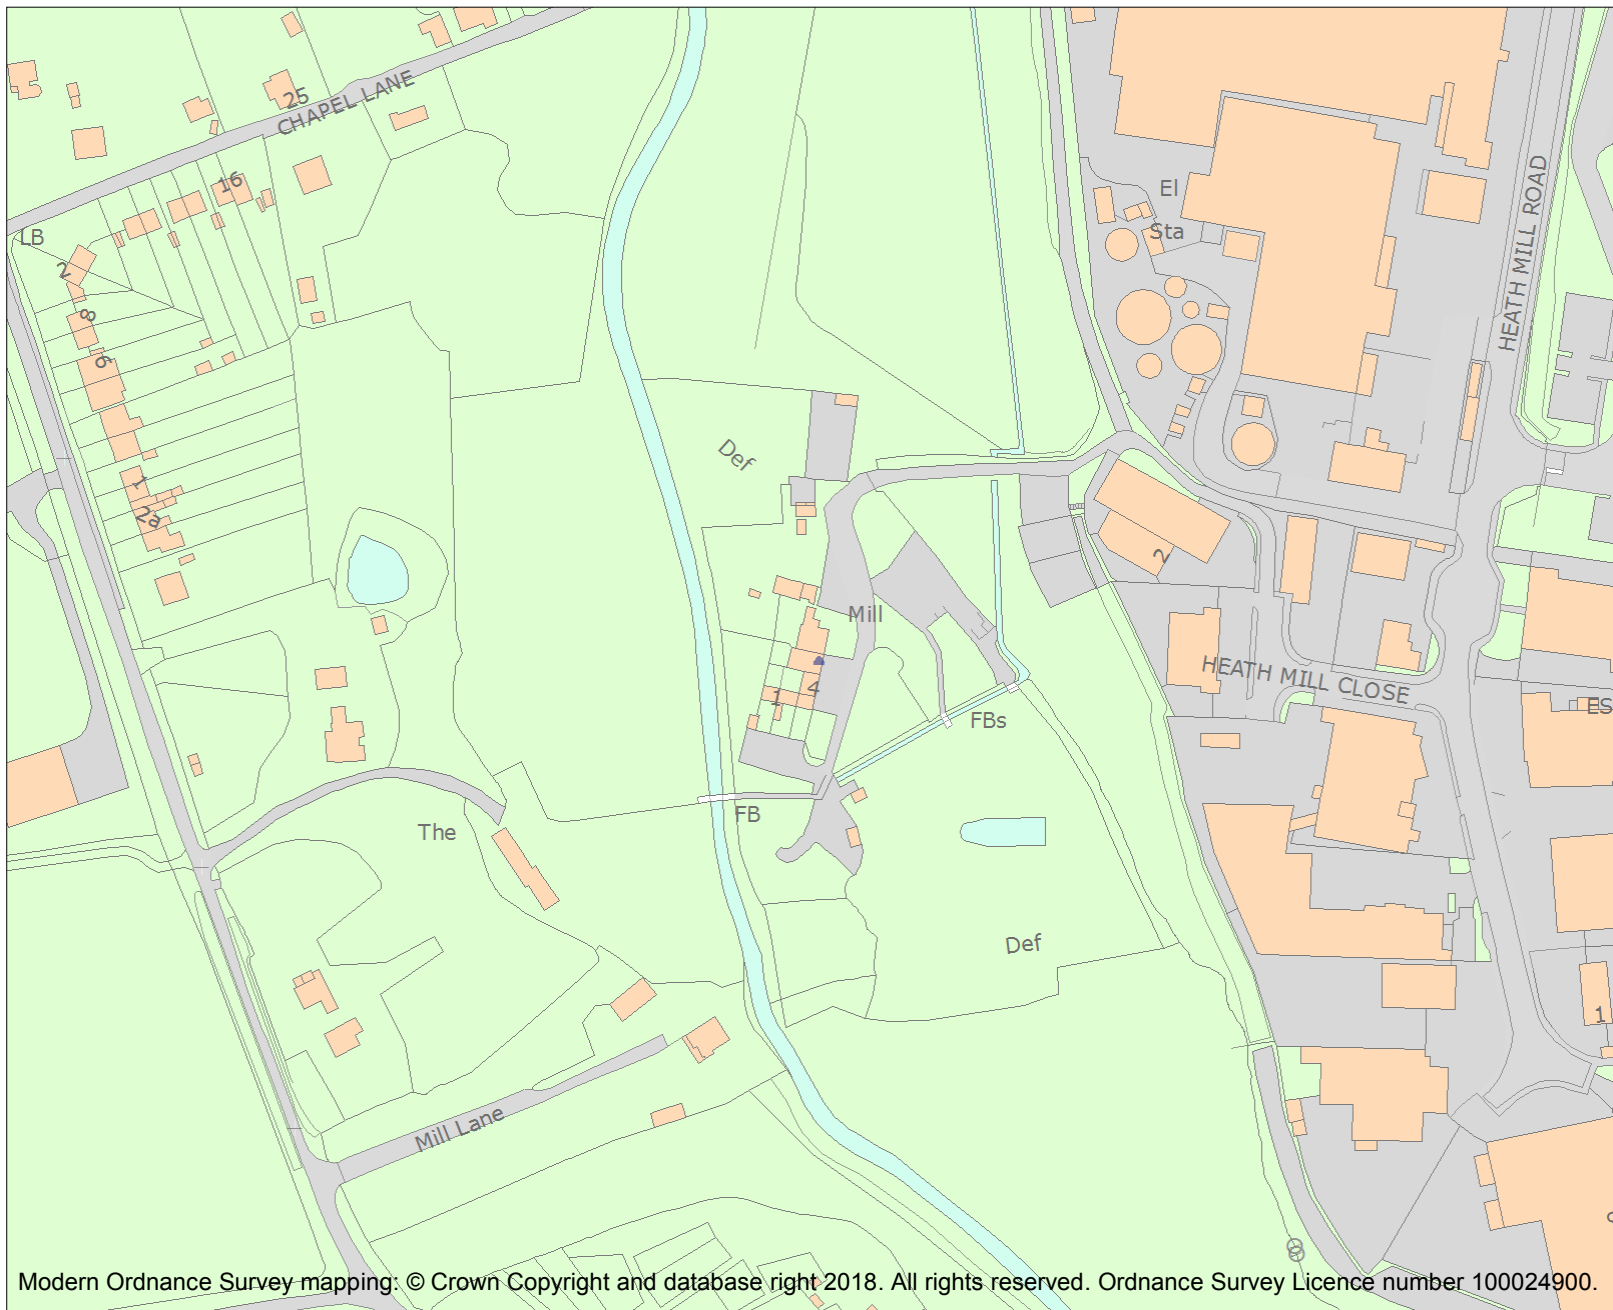 25
CHAPEL LANE
16
El
Sta
HEATH MILL ROAD
LB
2
8
6
Def
1
2a
2
Mill
HEATH MILL CLOSE
4
1
FBs
ES
FB
The
Def
1
Mill Lane
Modern Ordnance Survey mapping: © Crown Copyright and database right 2018. All rights reserved. Ordnance Survey Licence number 100024900.